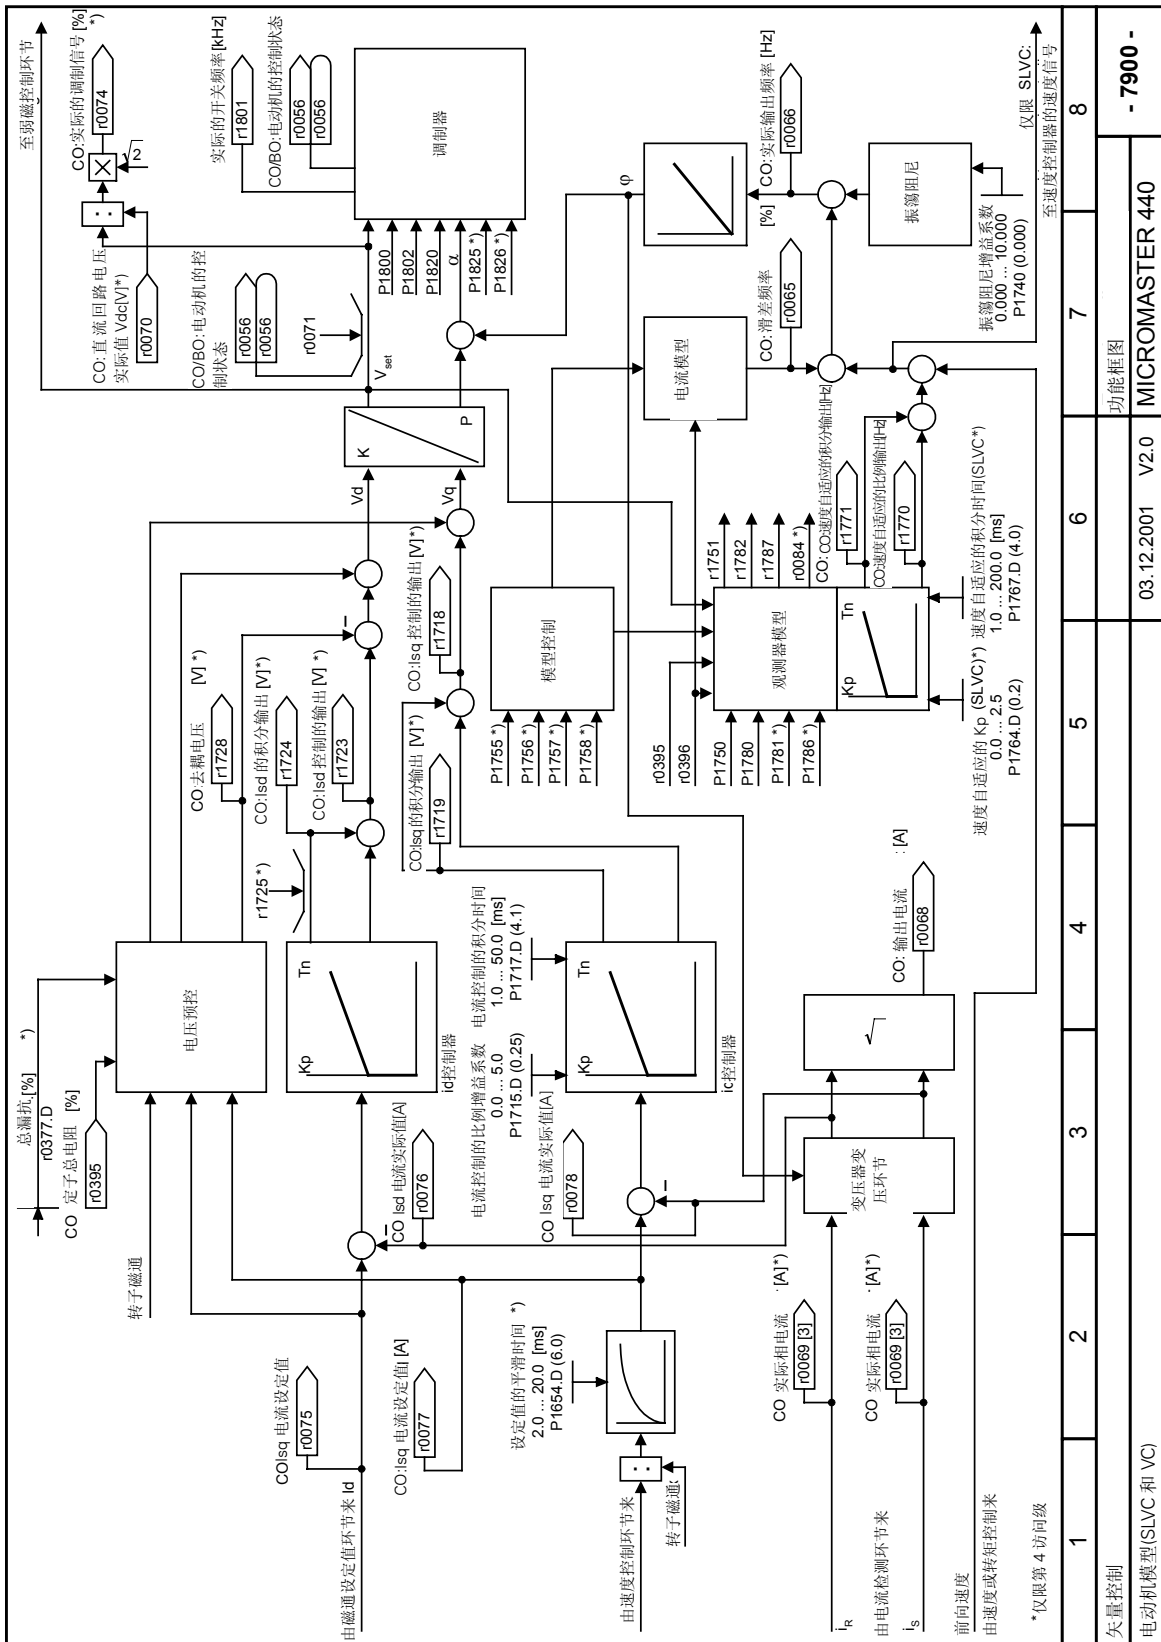 至弱磁控制环节
CO:实际的调制信号 [%]
*)
r0074
√2
CO:直流回路电压
实际值 Vdc[V]*)
r0070
实际的开关频率[kHz]
r1801
CO/BO:电动机的控制状态
r0056
r0056
CO/BO:电动机的控
制状态
r0056
r0056
r0071
调制器
P1800
P1802
P1820
α
P1825 *)
P1826 *)
V set
K
P
Vd
Vq
总漏抗.[%] *)
r0377.D
CO 定子总电阻 [%]
r0395
转子磁通
电压预控
CO:去耦电压 [V] *)
r1728
CO:Isd 的积分输出 [V]*)
r1724
CO:Isd 控制的输出 [V] *)
r1723
r1725 *)
Kp
Tn
id控制器
COIsq 电流设定值
r0075
由磁通设定值环节来 Id
CO:Isq 电流设定值| [A]
r0077
CO Isd 电流实际值[A]
r0076
电流控制的比例增益系数
0.0 ... 5.0
P1715.D (0.25)
电流控制的积分时间
1.0 ... 50.0 [ms]
P1717.D (4.1)
CO:Isq的积分输出 [V]*)
r1719
CO:Isq 控制的输出 [V]*)
r1718
Kp
Tn
ic控制器
CO Isq 电流实际值[A]
r0078
设定值的平滑时间 *)
2.0 ... 20.0 [ms]
P1654.D (6.0)
由速度控制环节来
转子磁通
模型控制
P1755 *)
P1756 *)
P1757 *)
P1758 *)
r0395
r0396
P1750
P1780
P1781 *)
P1786 *)
观测器模型
Kp
Tn
r1751
r1782
r1787
r0084 *)
CO: CO:速度自适应的积分输出[Hz]
r1771
CO:速度自适应的比例输出[Hz]
r1770
速度自适应的 Kp (SLVC)*)
0.0 ... 2.5
P1764.D (0.2)
速度自适应的积分时间(SLVC*)
1.0 ... 200.0 [ms]
P1767.D (4.0)
电流模型
CO:滑差频率
r0065
[%]
CO:实际输出频率 [Hz]
r0066
φ
振荡阻尼
振荡阻尼增益系数
0.000 ... 10.000
P1740 (0.000)
仅限 SLVC:
至速度控制器的速度信号
CO 实际相电流 [A]*)
r0069 [3]
CO 实际相电流 [A]*)
r0069 [3]
变压器变
压环节
√
CO: 输出电流 : [A]
r0068
iR
由电流检测环节来
iS
前向速度
由速度或转矩控制来
*仅限第 4 访问级
1 2 3 4 5 6 7 8
矢量控制
电动机模型(SLVC 和 VC)
03.12.2001 V2.0
功能框图
MICROMASTER 440
- 7900 -